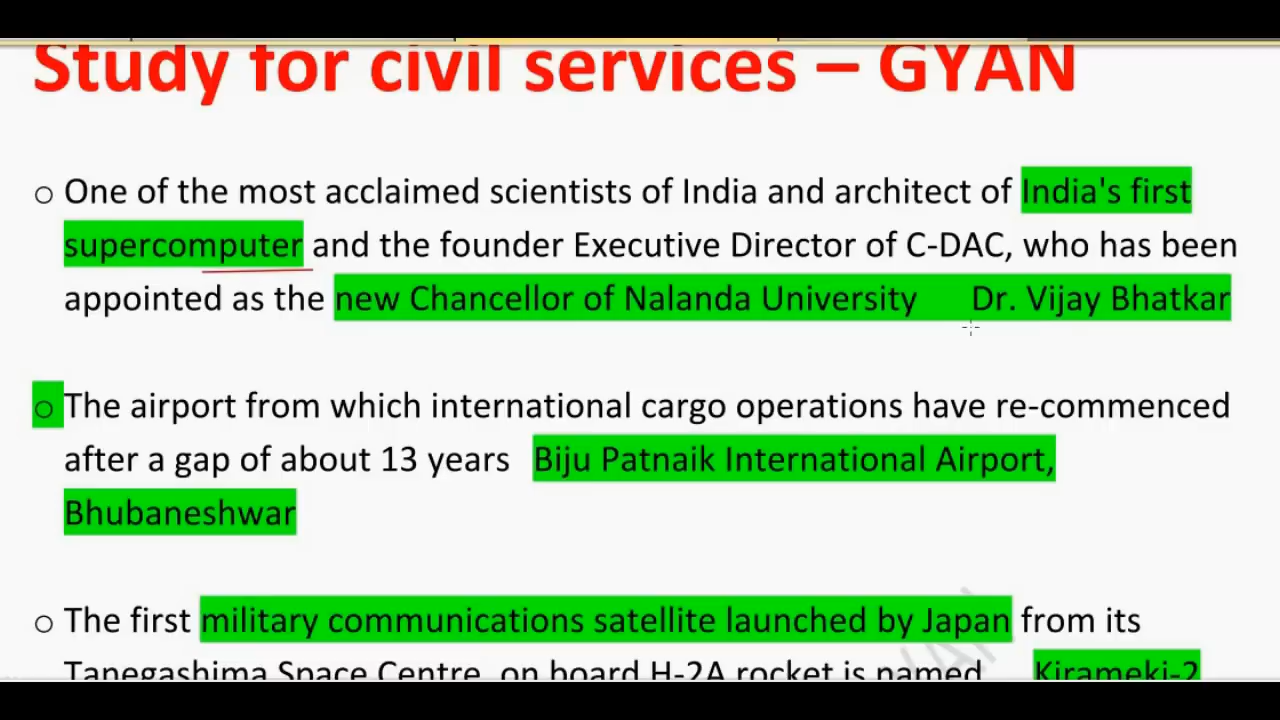 Study for civil services – GYAN
o One of the most acclaimed scientists of India and architect of India's first
supercomputer and the founder Executive Director of C-DAC, who has been
appointed as the new Chancellor of Nalanda University Dr. Vijay Bhatkar
o The airport from which international cargo operations have re-commenced
after a gap of about 13 years Biju Patnaik International Airport,
Bhubaneshwar
o The first military communications satellite launched by Japan from its
Tanegashima Space Centre, on board H-2A rocket is named Kirameki-2